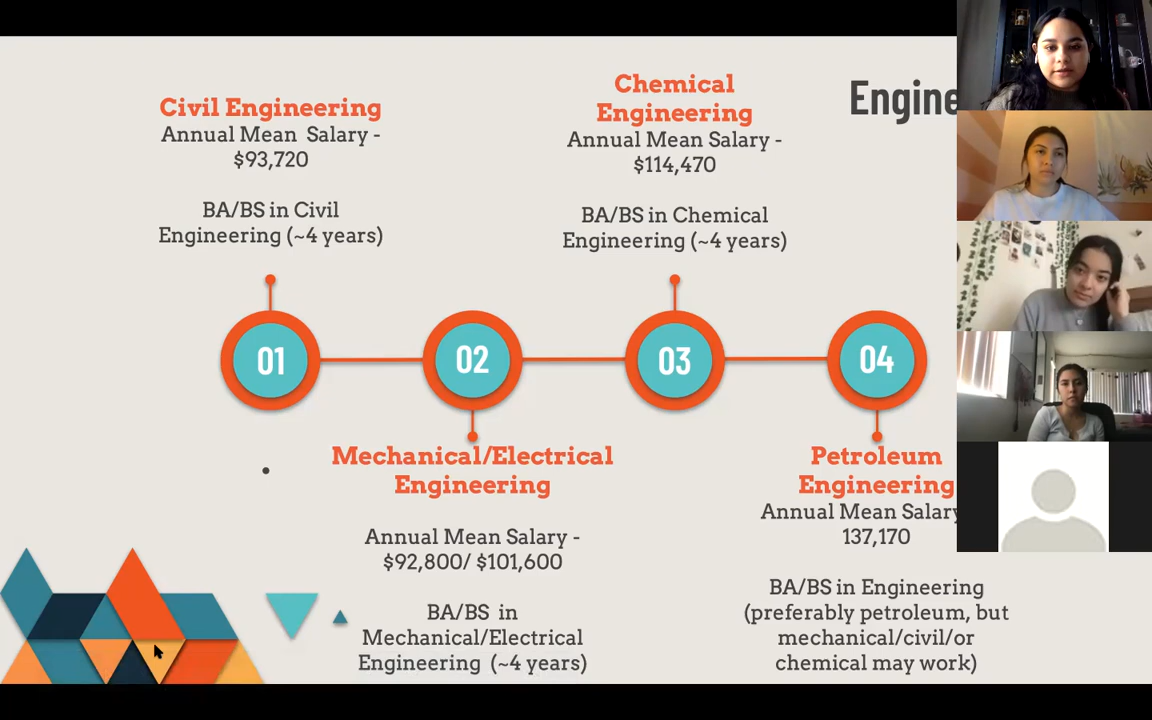 Engine
Civil Engineering
Annual Mean  Salary -
$93,720
BA/BS in Civil
Engineering (~4 years)
Chemical
Engineering
Annual Mean Salary -
$114,470
BA/BS in Chemical
Engineering (~4 years)
01
02
03
04
Mechanical/Electrical
Engineering
Annual Mean Salary -
$92,800/ $101,600
BA/BS  in
Mechanical/Electrical
Engineering  (~4 years)
Petroleum
Engineering
Annual Mean Salary
137,170
BA/BS in Engineering
(preferably petroleum, but
mechanical/civil/or
chemical may work)